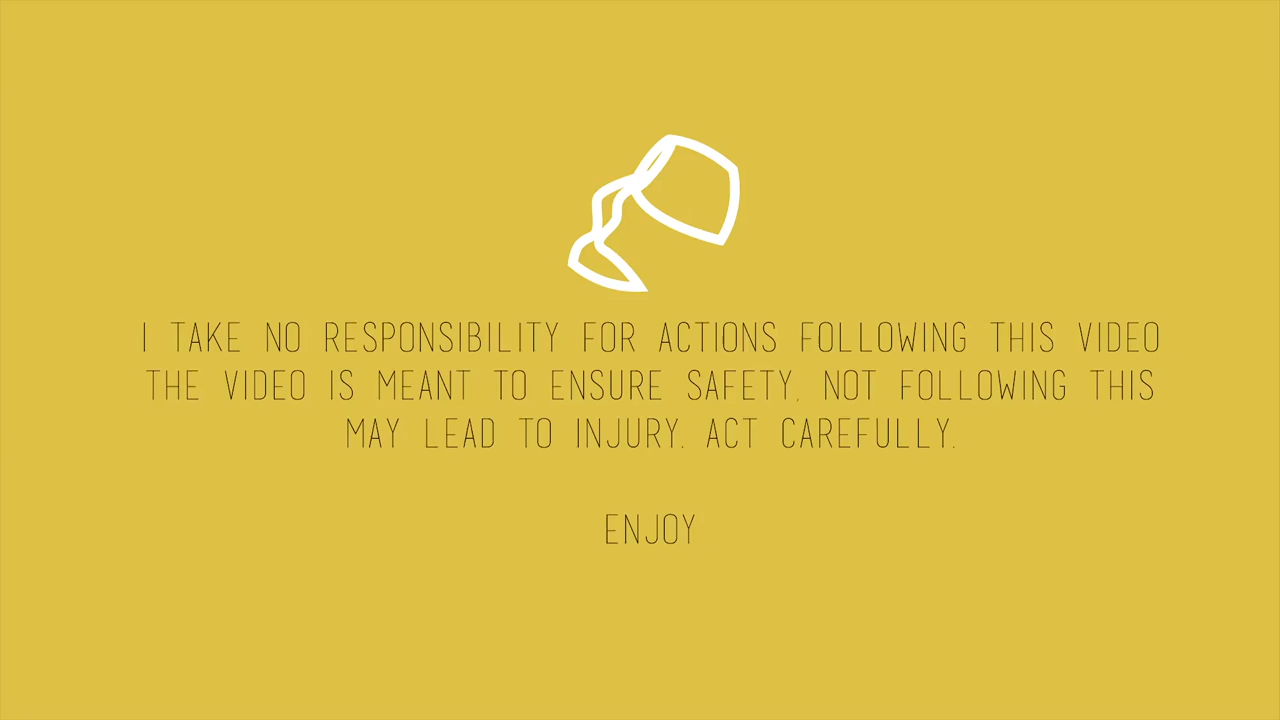 I TAKE NO RESPONSIBILITY FOR ACTIONS FOLLOWING THIS VIDEO
THE VIDEO IS MEANT TO ENSURE SAFETY, NOT FOLLOWING THIS
MAY LEAD TO INJURY. ACT CAREFULLY.
ENJOY